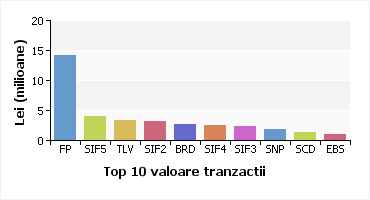 Lei (milioane)
20
15
10
5
0
FP SIF5 TLV SIF2 BRD SIF4 SIF3 SNP SCD EBS
Top 10 valoare tranzactii